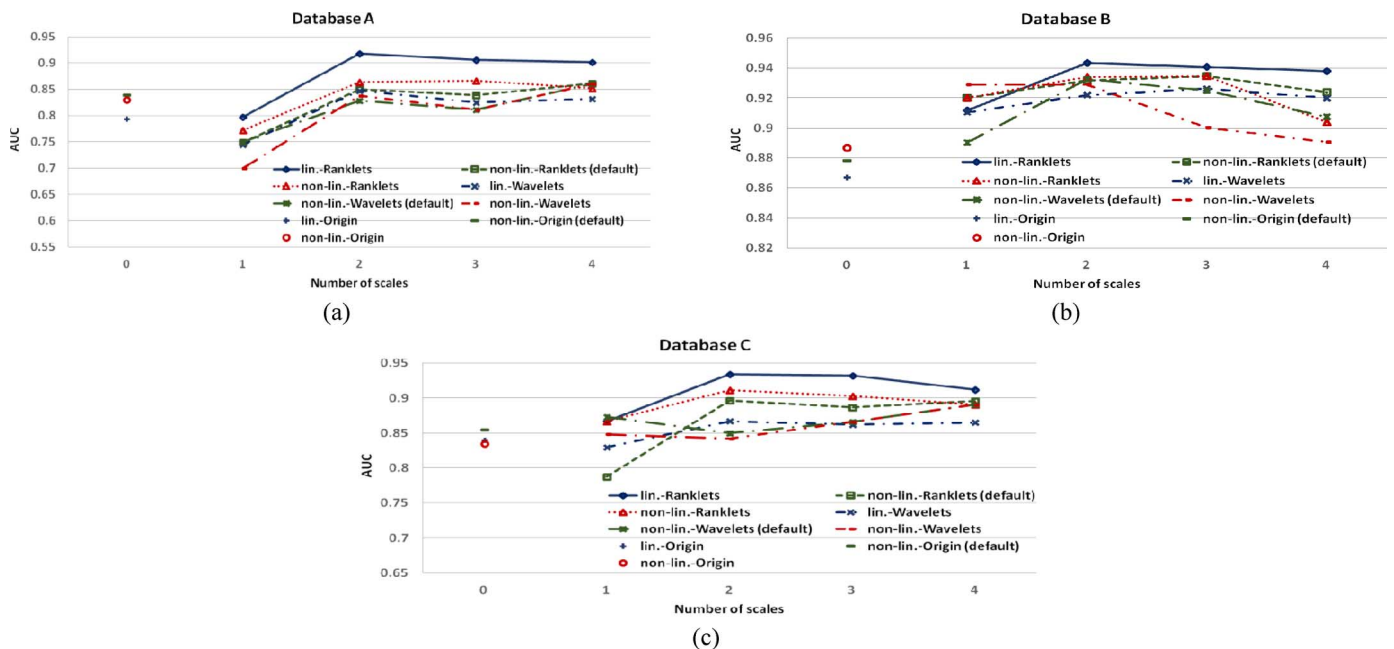 Database A
0.95
0.9
0.85
0.8
0.75
0.7
0.65
0.6
0.55
AUC
lin.-Ranklets
non-lin.-Ranklets (default)
non-lin.-Ranklets
lin.-Wavelets
non-lin.-Wavelets (default)
non-lin.-Wavelets
lin.-Origin
non-lin.-Origin (default)
non-lin.-Origin
0 1 2 3 4
Number of scales
(a)
Database B
0.96
0.94
0.92
0.9
0.88
0.86
0.84
0.82
AUC
lin.-Ranklets
non-lin.-Ranklets (default)
non-lin.-Ranklets
lin.-Wavelets
non-lin.-Wavelets (default)
non-lin.-Wavelets
lin.-Origin
non-lin.-Origin (default)
non-lin.-Origin
0 1 2 3 4
Number of scales
(b)
Database C
0.95
0.9
0.85
0.8
0.75
0.7
0.65
AUC
lin.-Ranklets
non-lin.-Ranklets (default)
non-lin.-Ranklets
lin.-Wavelets
non-lin.-Wavelets (default)
non-lin.-Wavelets
lin.-Origin
non-lin.-Origin (default)
non-lin.-Origin
0 1 2 3 4
Number of scales
(c)